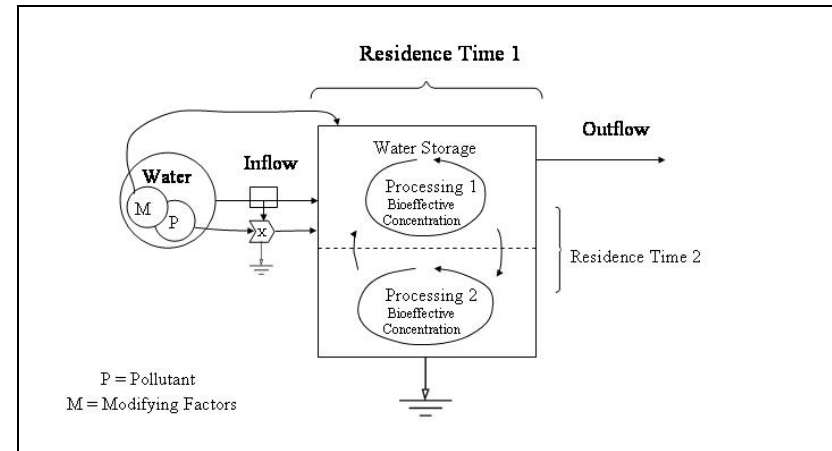 Residence Time 1
Outflow
Water Storage
Inflow
Water
Processing 1
Bioeffective
Concentration
M
P
x
Residence Time 2
Processing 2
Bioeffective
Concentration
P = Pollutant
M = Modifying Factors